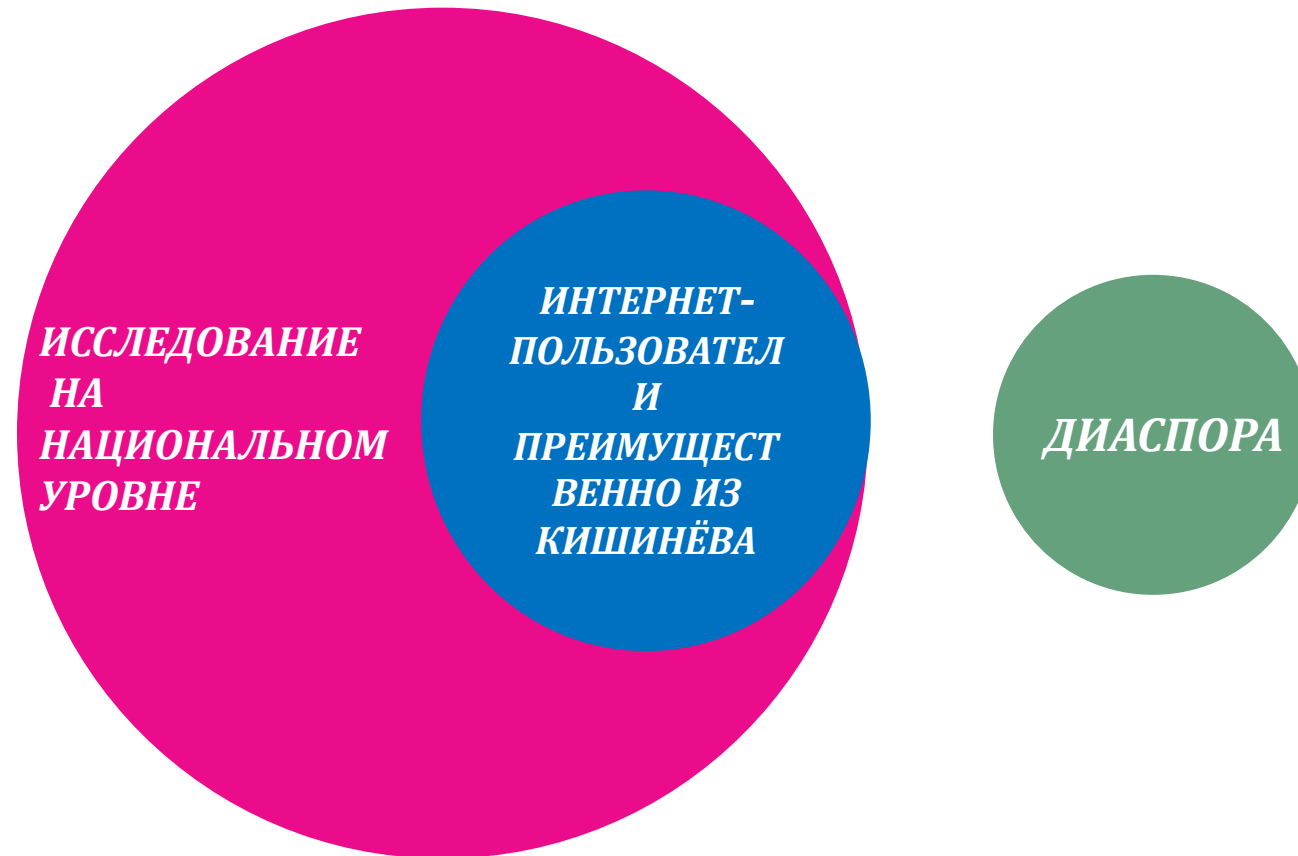 ИССЛЕДОВАНИЕ
НА
НАЦИОНАЛЬНОМ
УРОВНЕ
ИНТЕРНЕТ-
ПОЛЬЗОВАТЕЛ
И
ПРЕИМУЩЕСТ
ВЕННО ИЗ
КИШИНЁВА
ДИАСПОРА